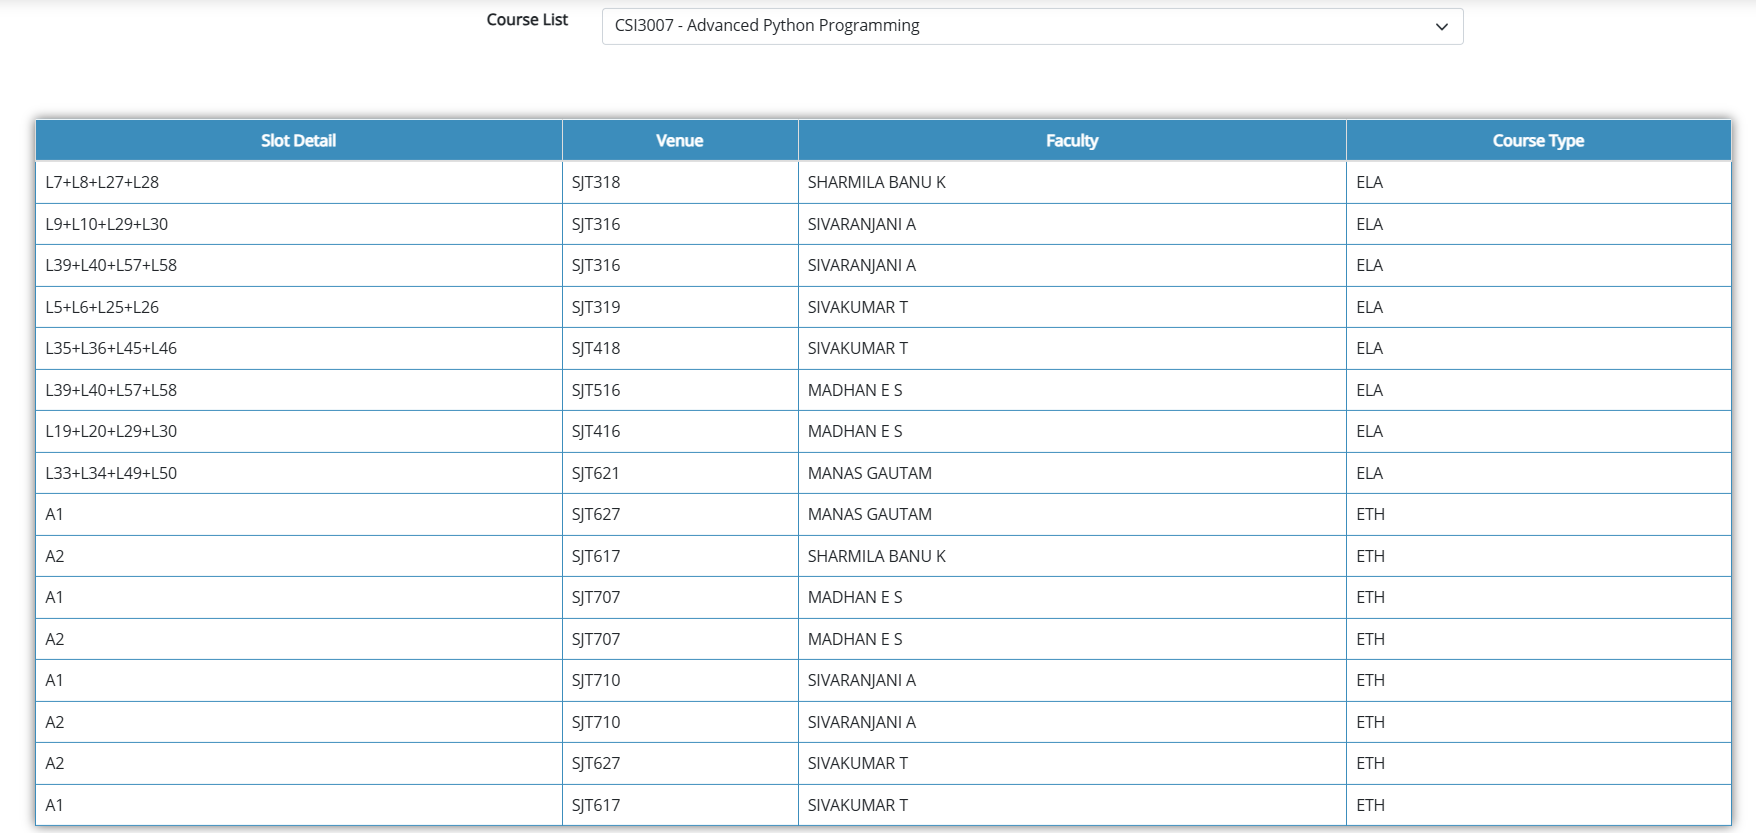 Course List CSI3007 - Advanced Python Programming
Slot Detail Venue Faculty Course Type
L7+L8+L27+L28 SJT318 SHARMILA BANU K ELA
L9+L10+L29+L30 SJT316 SIVARANJANI A ELA
L39+L40+L57+L58 SJT316 SIVARANJANI A ELA
L5+L6+L25+L26 SJT319 SIVAKUMAR T ELA
L35+L36+L45+L46 SJT418 SIVAKUMAR T ELA
L39+L40+L57+L58 SJT516 MADHAN E S ELA
L19+L20+L29+L30 SJT416 MADHAN E S ELA
L33+L34+L49+L50 SJT621 MANAS GAUTAM ELA
A1 SJT627 MANAS GAUTAM ETH
A2 SJT617 SHARMILA BANU K ETH
A1 SJT707 MADHAN E S ETH
A2 SJT707 MADHAN E S ETH
A1 SJT710 SIVARANJANI A ETH
A2 SJT710 SIVARANJANI A ETH
A2 SJT627 SIVAKUMAR T ETH
A1 SJT617 SIVAKUMAR T ETH